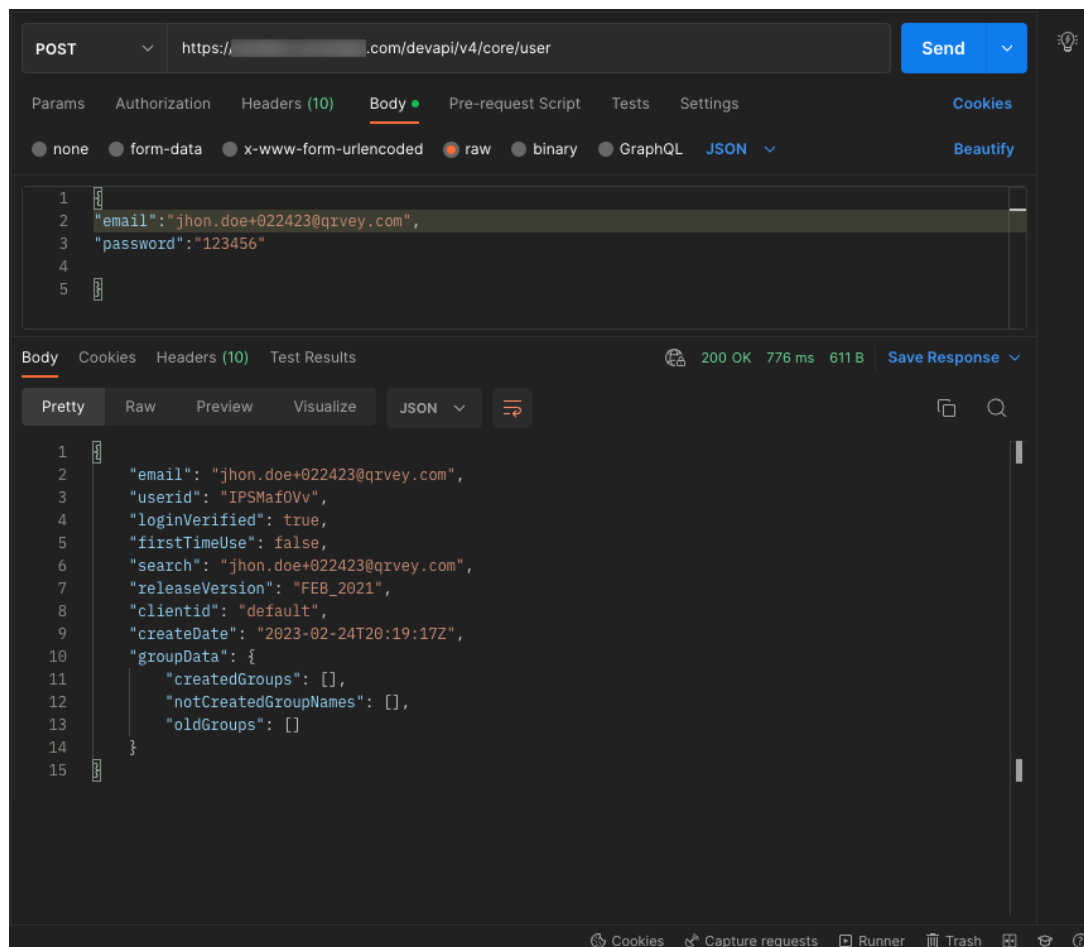 POST https:/ .com/devapi/v4/core/user Send
Params Authorization Headers (10) Body Pre-request Script Tests Settings Cookies
none form-data x-www-form-urlencoded raw binary GraphQL JSON Beautify
1 {
2 "email":"jhon.doe+022423@qrvey.com",
3 "password":"123456"
4
5 }
Body Cookies Headers (10) Test Results 200 OK 776 ms 611 B Save Response
Pretty Raw Preview Visualize JSON
1 {
2 "email": "jhon.doe+022423@qrvey.com",
3 "userid": "IPSMafOVv",
4 "loginVerified": true,
5 "firstTimeUse": false,
6 "search": "jhon.doe+022423@qrvey.com",
7 "releaseVersion": "FEB_2021",
8 "clientid": "default",
9 "createDate": "2023-02-24T20:19:17Z",
10 "groupData": {
11 "createdGroups": [],
12 "notCreatedGroupNames": [],
13 "oldGroups": []
14 }
15 }
Cookies Capture requests Runner Trash